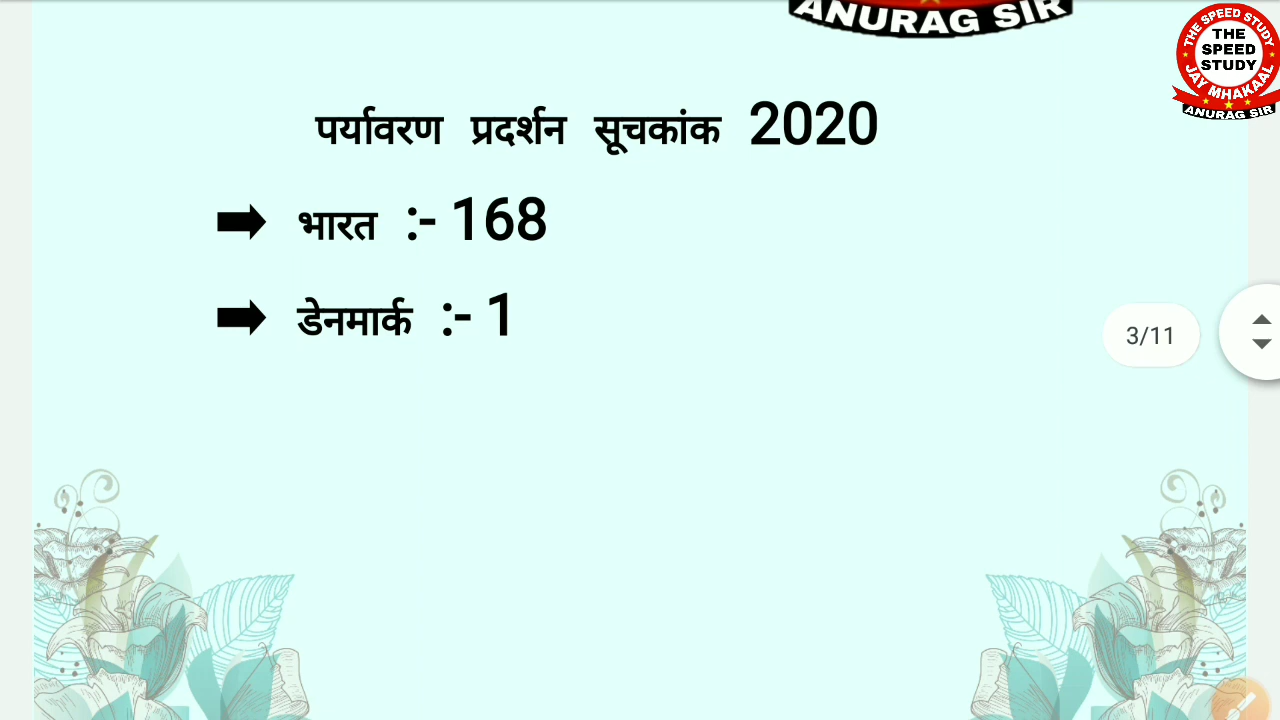 ANURAG SIR
THE SPEED STUDY
THE
SPEED
STUDY
JAY MHAKAAL
ANURAG SIR
पर्यावरण प्रदर्शन सूचकांक 2020
भारत :- 168
डेनमार्क :- 1
3/11